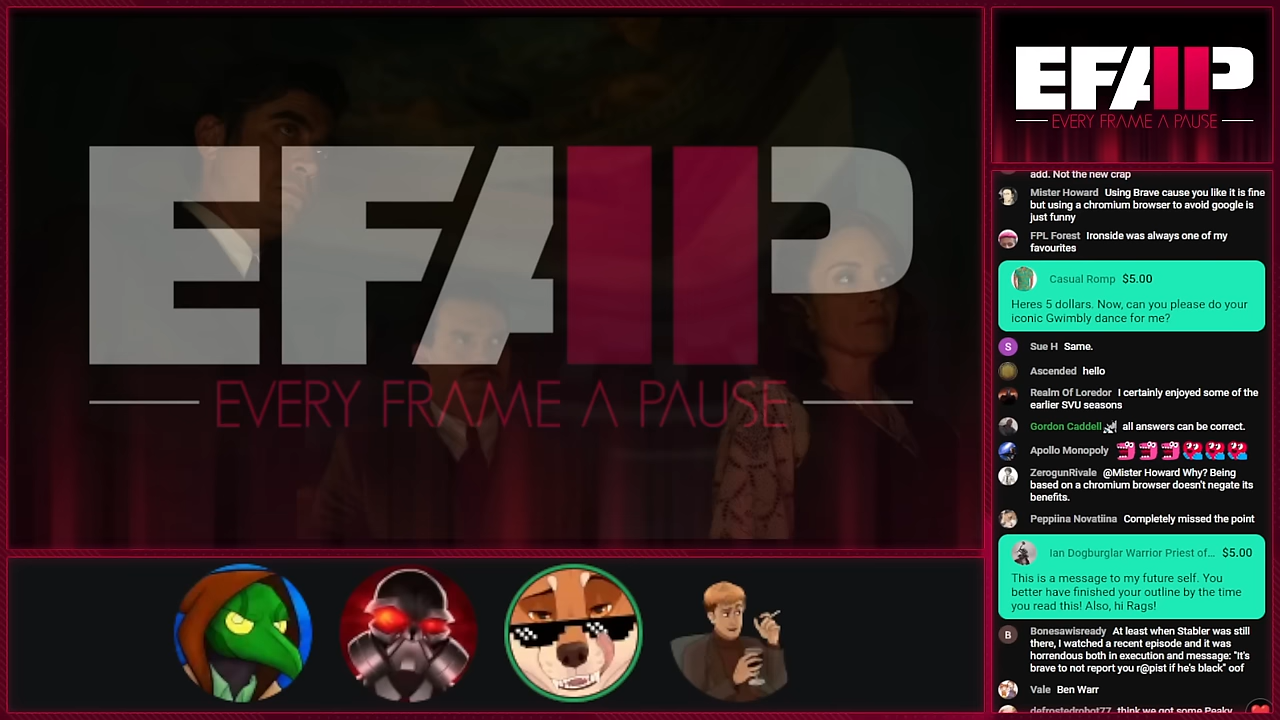 EFAP
EVERY FRAME A PAUSE
EFAP
EVERY FRAME A PAUSE
add. Not the new crap
Mister Howard Using Brave cause you like it is fine
but using a chromium browser to avoid google is
just funny
FPL Forest Ironside was always one of my
favourites
Casual Romp $5.00
Heres 5 dollars. Now, can you please do your
iconic Gwimbly dance for me?
S Sue H Same.
Ascended hello
Realm Of Loredor I certainly enjoyed some of the
earlier SVU seasons
Gordon Caddell all answers can be correct.
Apollo Monopoly
ZerogunRivale @Mister Howard Why? Being
based on a chromium browser doesn't negate its
benefits.
Peppiina Novatiina Completely missed the point
Ian Dogburglar Warrior Priest of... $5.00
This is a message to my future self. You
better have finished your outline by the time
you read this! Also, hi Rags!
B Bonesawisready At least when Stabler was still
there, I watched a recent episode and it was
horrendous both in execution and message: "It's
brave to not report you r@pist if he's black" oof
Vale Ben Warr
defrostedrobot77 think we got some Peaky